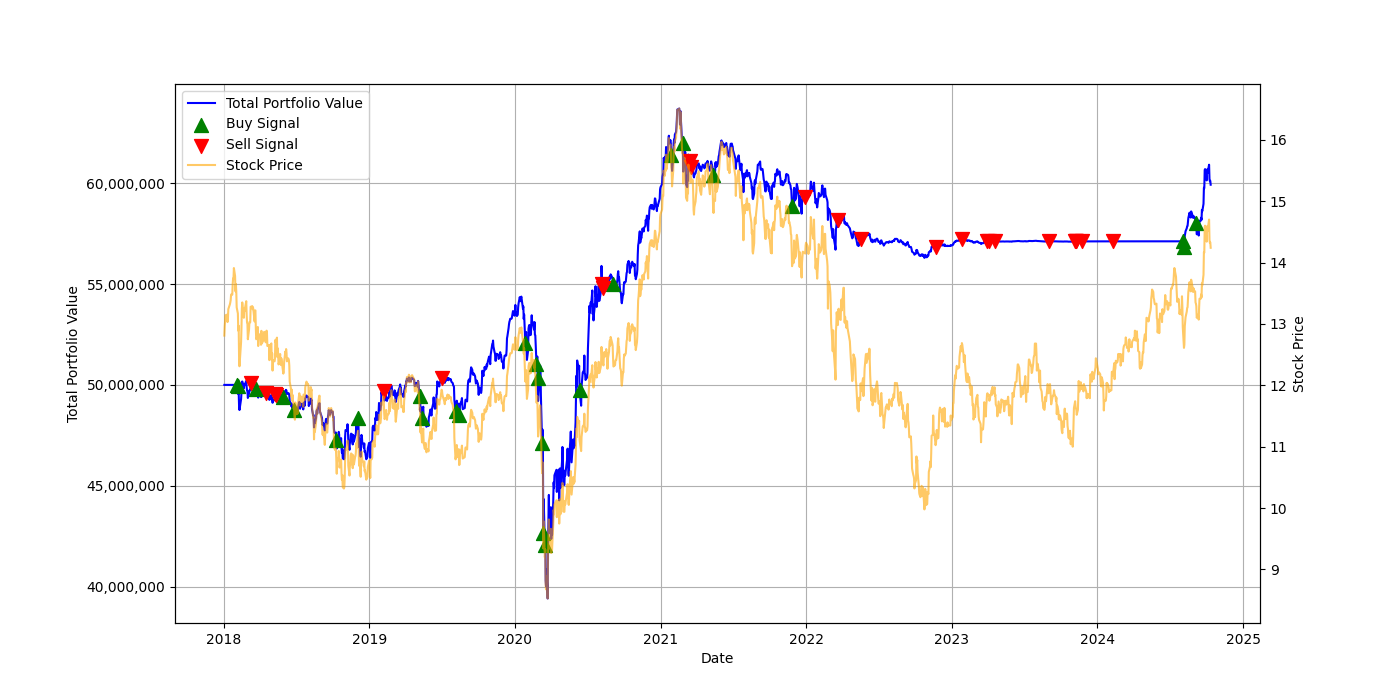 Total Portfolio Value
Buy Signal
Sell Signal
Stock Price
60,000,000
55,000,000
50,000,000
45,000,000
40,000,000
Total Portfolio Value
16
15
14
13
12
11
10
9
Stock Price
2018 2019 2020 2021 2022 2023 2024 2025
Date